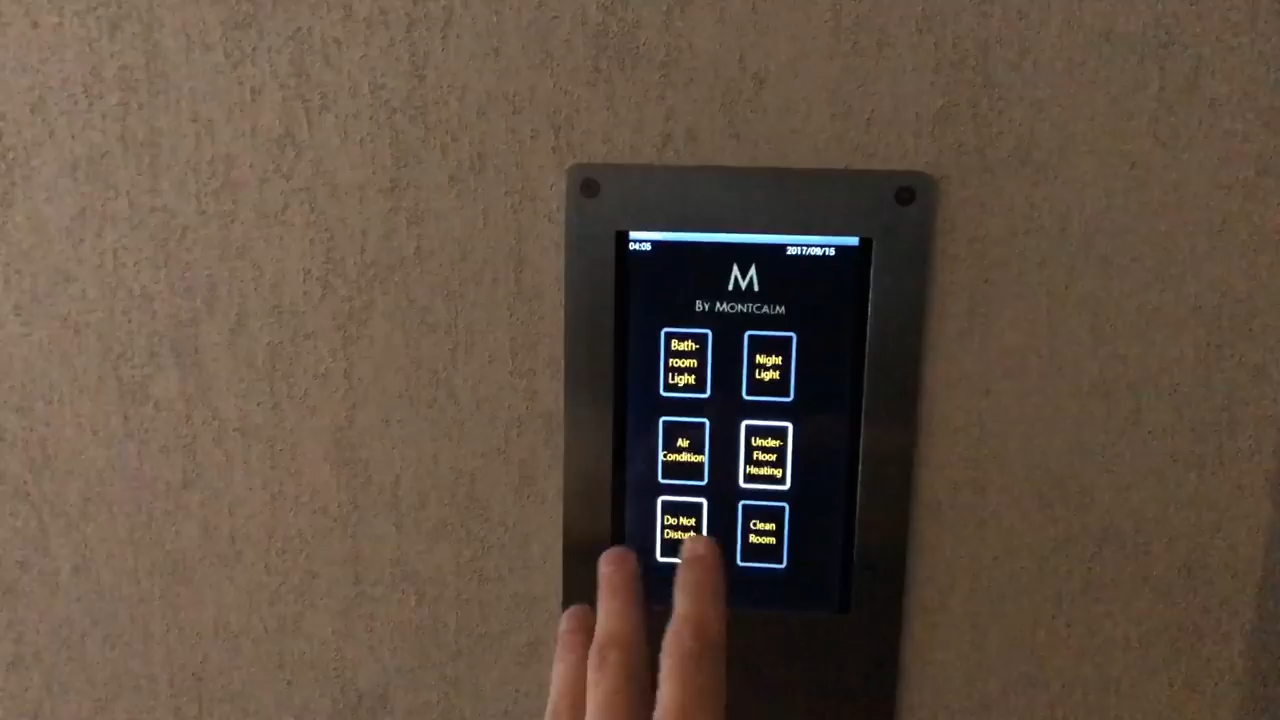 04:05 2017/09/15
M
BY MONTCALM
Bath-
room
Light
Night
Light
Air
Condition
Under-
Floor
Heating
Do Not
Disturb
Clean
Room